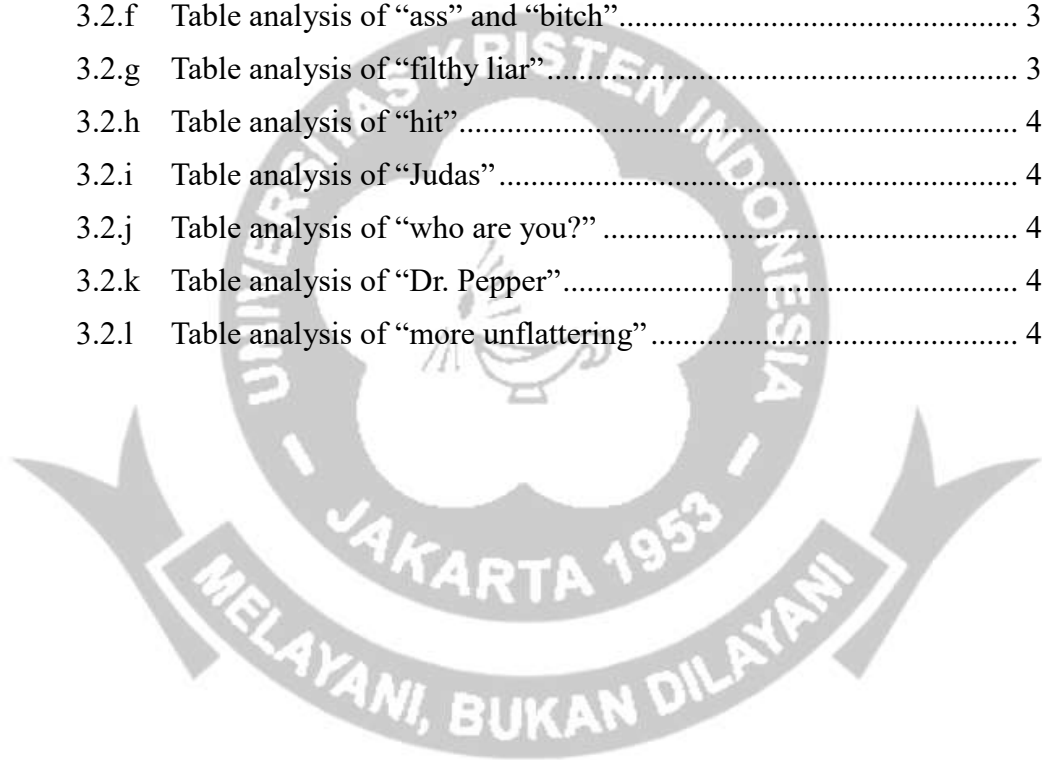 3.2.f Table analysis of “ass” and “bitch”.................................................. 3
3.2.g Table analysis of “filthy liar”........................................................... 3
3.2.h Table analysis of “hit”...................................................................... 4
3.2.i Table analysis of “Judas” ................................................................. 4
3.2.j Table analysis of “who are you?” .................................................... 4
3.2.k Table analysis of “Dr. Pepper”......................................................... 4
3.2.l Table analysis of “more unflattering” .............................................. 4
UNIVERSITAS KRISTEN INDONESIA
- JAKARTA 1953 -
MELAYANI, BUKAN DILAYANI